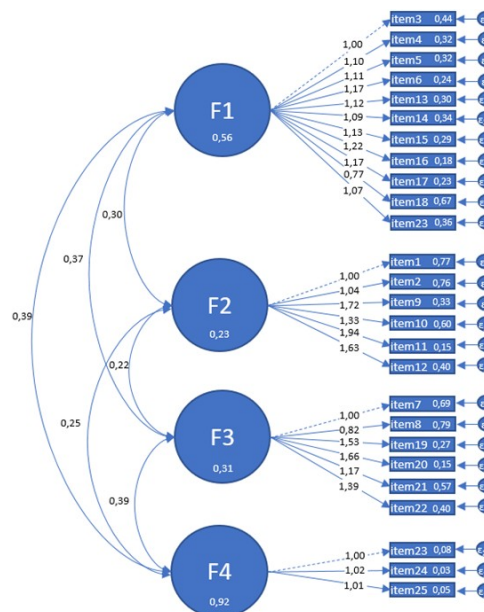 item3 0,44
item4 0,32
item5 0,32
item6 0,24
item13 0,30
item14 0,34
item15 0,29
item16 0,18
item17 0,23
item18 0,67
item23 0,36
1,00
1,10
1,11
1,17
1,12
1,09
1,13
1,22
1,17
0,77
1,07
F1
0,56
0,30
0,37
0,39
item1 0,77
item2 0,76
item9 0,33
item10 0,60
item11 0,15
item12 0,40
1,00
1,04
1,72
1,33
1,94
1,63
F2
0,23
0,22
0,25
item7 0,69
item8 0,79
item19 0,27
item20 0,15
item21 0,57
item22 0,40
1,00
0,82
1,53
1,66
1,17
1,39
F3
0,31
0,39
item23 0,08
item24 0,03
item25 0,05
1,00
1,02
1,01
F4
0,92